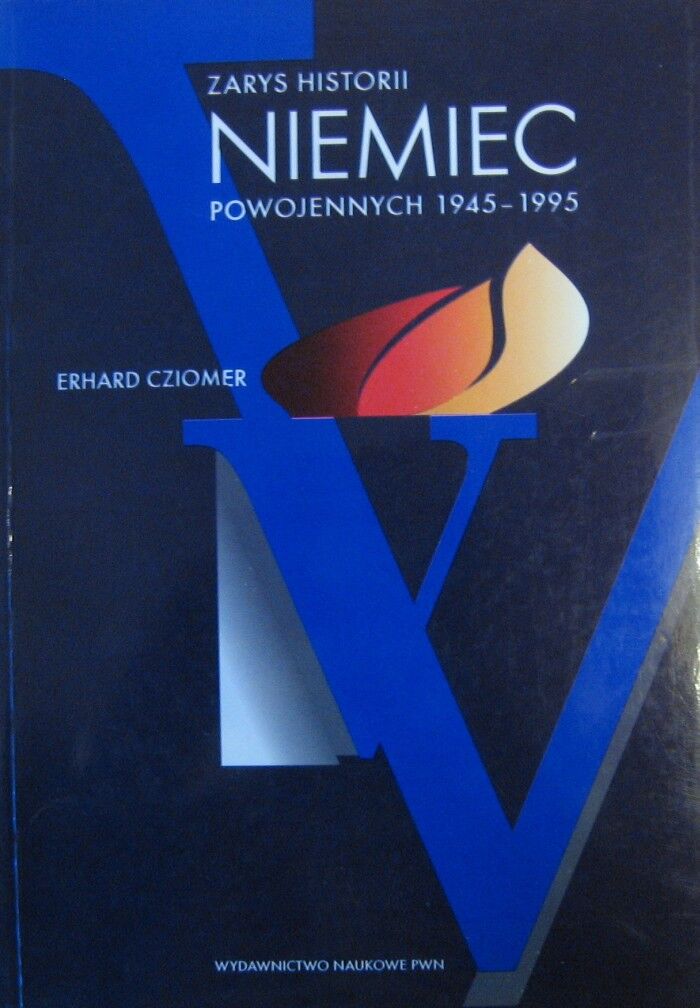 ZARYS HISTORII
NIEMIEC
POWOJENNYCH 1945–1995
ERHARD CZIOMER
WYDAWNICTWO NAUKOWE PWN